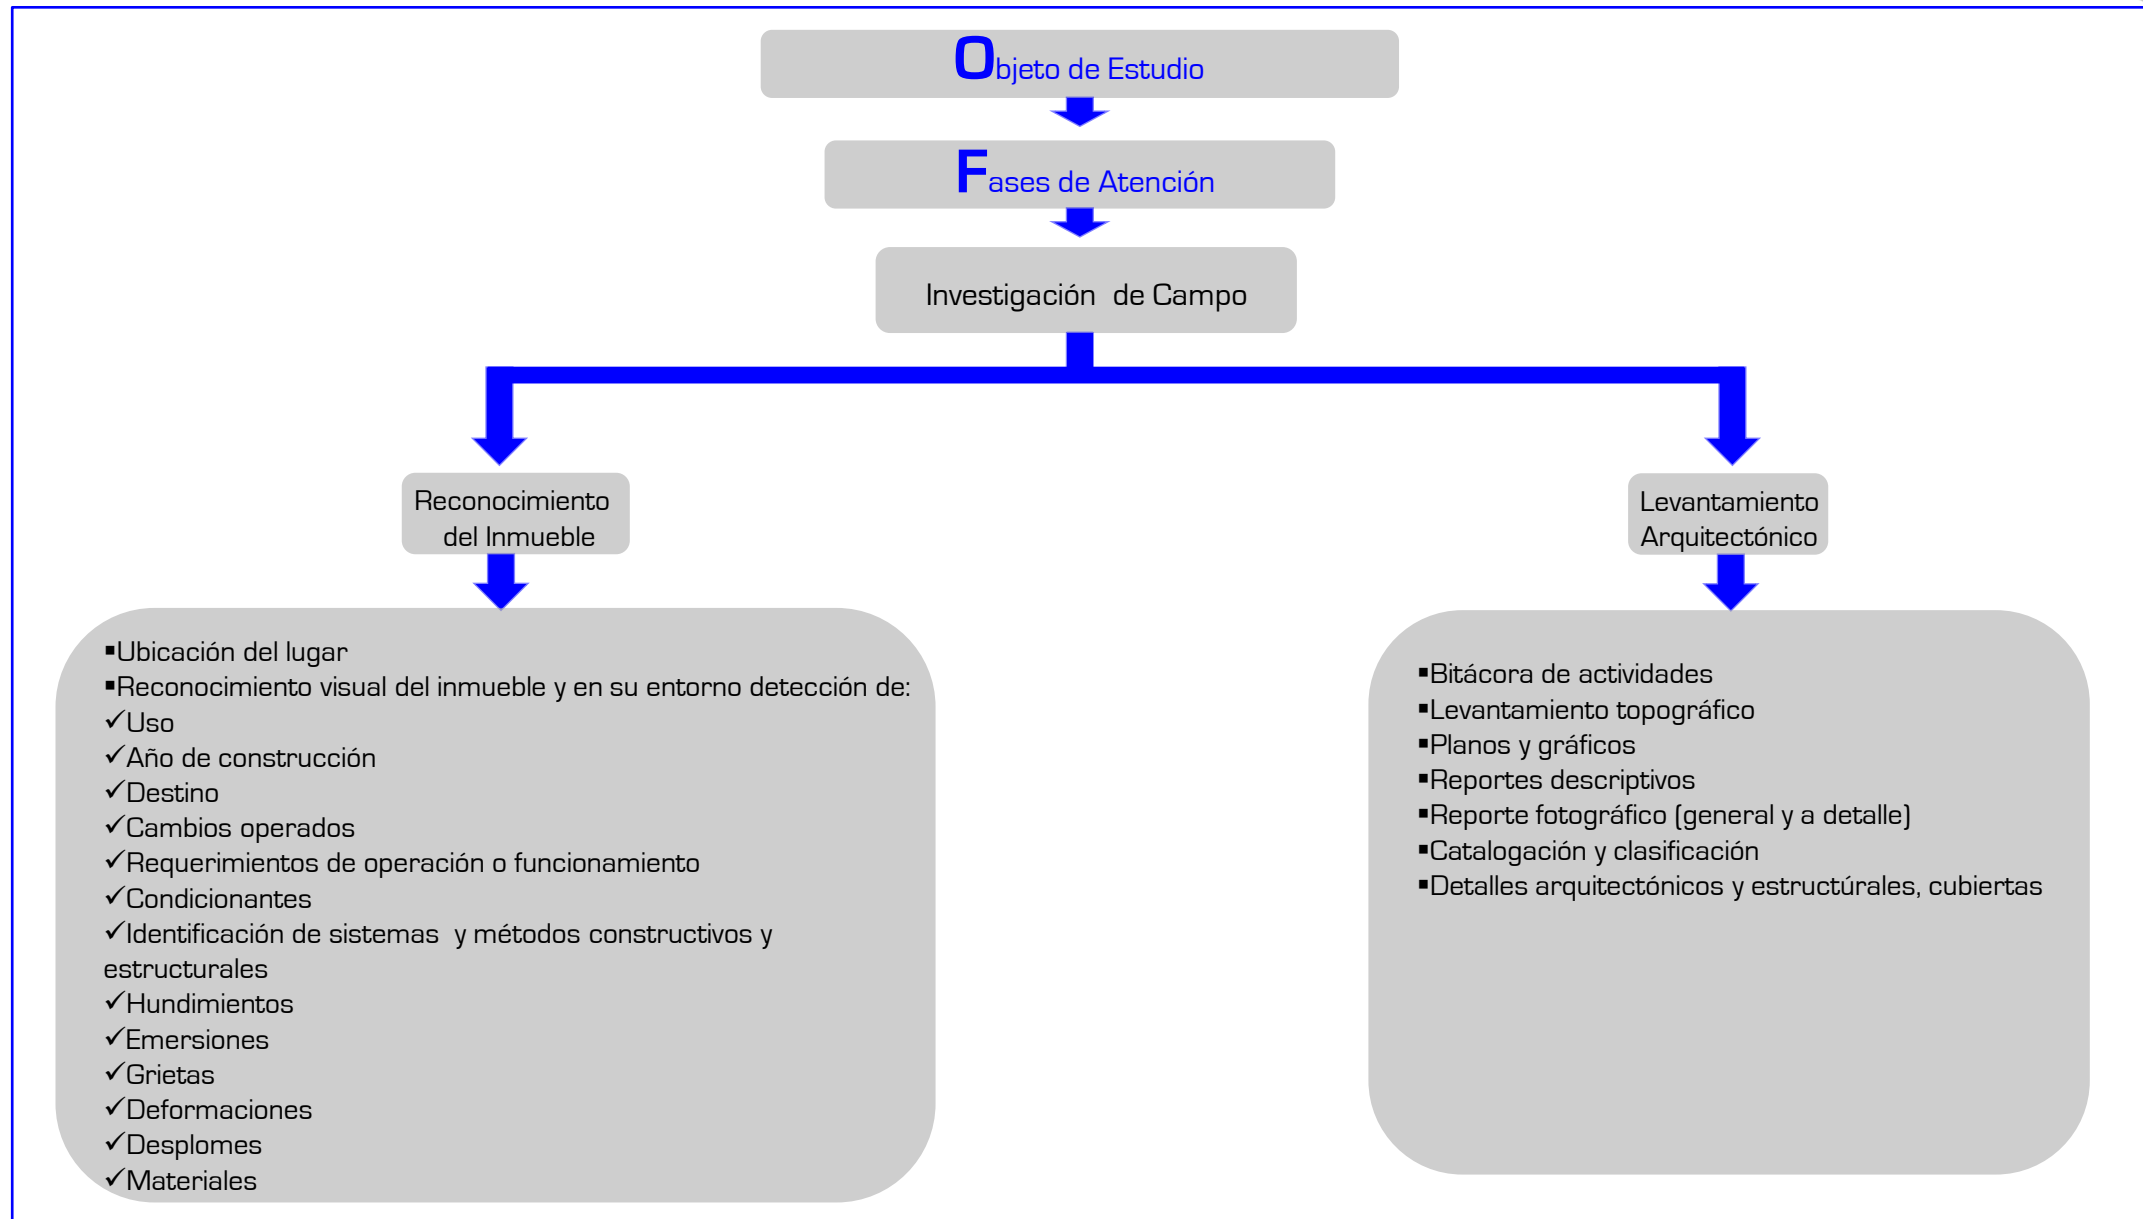 Objeto de Estudio
Fases de Atención
Investigación de Campo
Reconocimiento
del Inmueble
▪Ubicación del lugar
▪Reconocimiento visual del inmueble y en su entorno detección de:
✓Uso
✓Año de construcción
✓Destino
✓Cambios operados
✓Requerimientos de operación o funcionamiento
✓Condicionantes
✓Identificación de sistemas y métodos constructivos y
estructurales
✓Hundimientos
✓Emersiones
✓Grietas
✓Deformaciones
✓Desplomes
✓Materiales
Levantamiento
Arquitectónico
▪Bitácora de actividades
▪Levantamiento topográfico
▪Planos y gráficos
▪Reportes descriptivos
▪Reporte fotográfico (general y a detalle)
▪Catalogación y clasificación
▪Detalles arquitectónicos y estructúrales, cubiertas